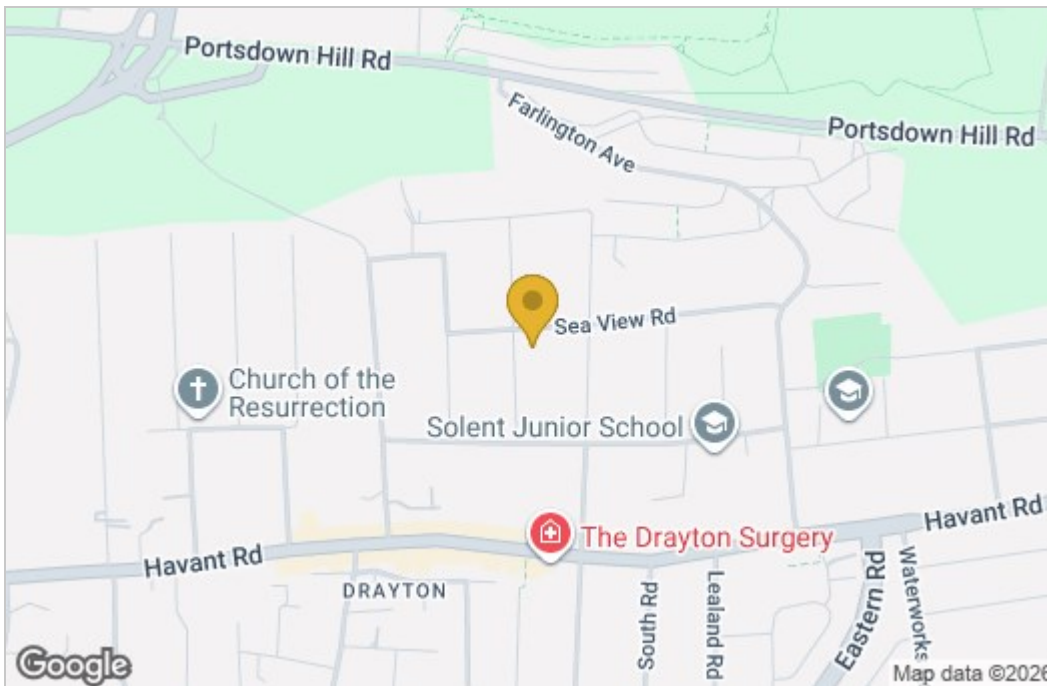 Portsdown Hill Rd
Farlington Ave
Portsdown Hill Rd
Sea View Rd
Church of the
Resurrection
Solent Junior School
Havant Rd
The Drayton Surgery
Havant Rd
DRAYTON
South Rd
Lealand Rd
Eastern Rd
Waterworks
Google
Map data ©2026